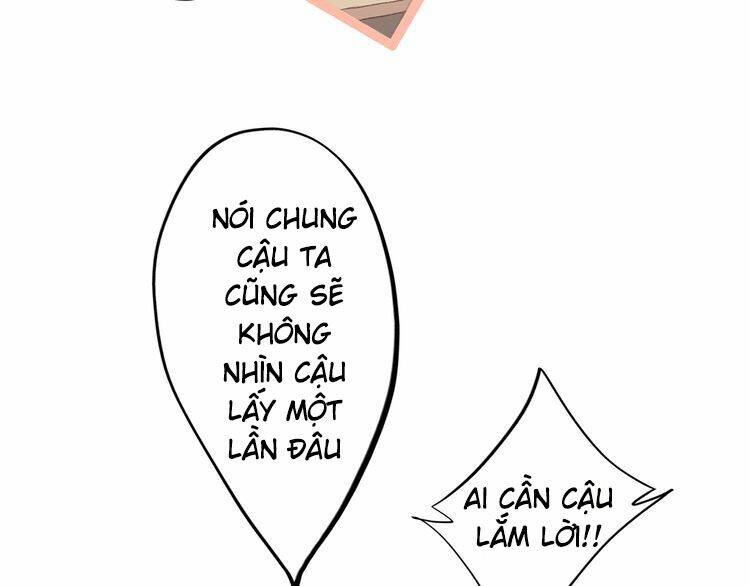 NÓI CHUNG
CẬU TA
CŨNG SẼ
KHÔNG
NHÌN CẬU
LẤY MỘT
LẦN ĐÂU
AI CẦN CẬU
LẮM LỜI!!